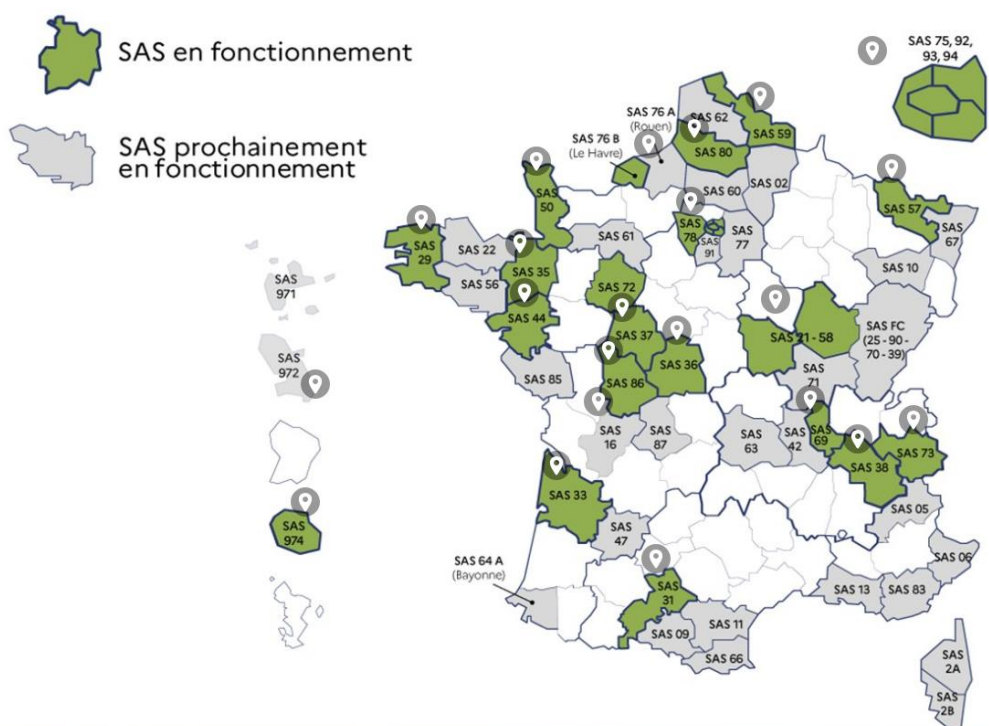 SAS en fonctionnement
SAS prochainement
en fonctionnement
SAS 75, 92,
93, 94
SAS 76 A
(Rouen)
SAS 62
SAS 76 B
(Le Havre)
SAS 59
SAS 80
SAS 60
SAS 02
SAS
50
SAS 57
SAS
29
SAS 22
SAS 61
SAS
78
SAS
91
SAS
77
SAS
67
SAS 35
SAS 56
SAS 10
SAS
971
SAS 72
SAS 44
SAS 37
SAS 21 - 58
SAS FC
(25 - 90 -
70 - 39)
SAS
972
SAS 85
SAS 86
SAS 36
SAS
71
SAS
16
SAS
87
SAS
63
SAS
42
SAS
69
SAS 38
SAS 73
SAS 33
SAS 05
SAS
974
SAS
47
SAS 64 A
(Bayonne)
SAS 06
SAS
31
SAS 13
SAS 83
SAS 09
SAS 11
SAS 66
SAS
2A
SAS
2B